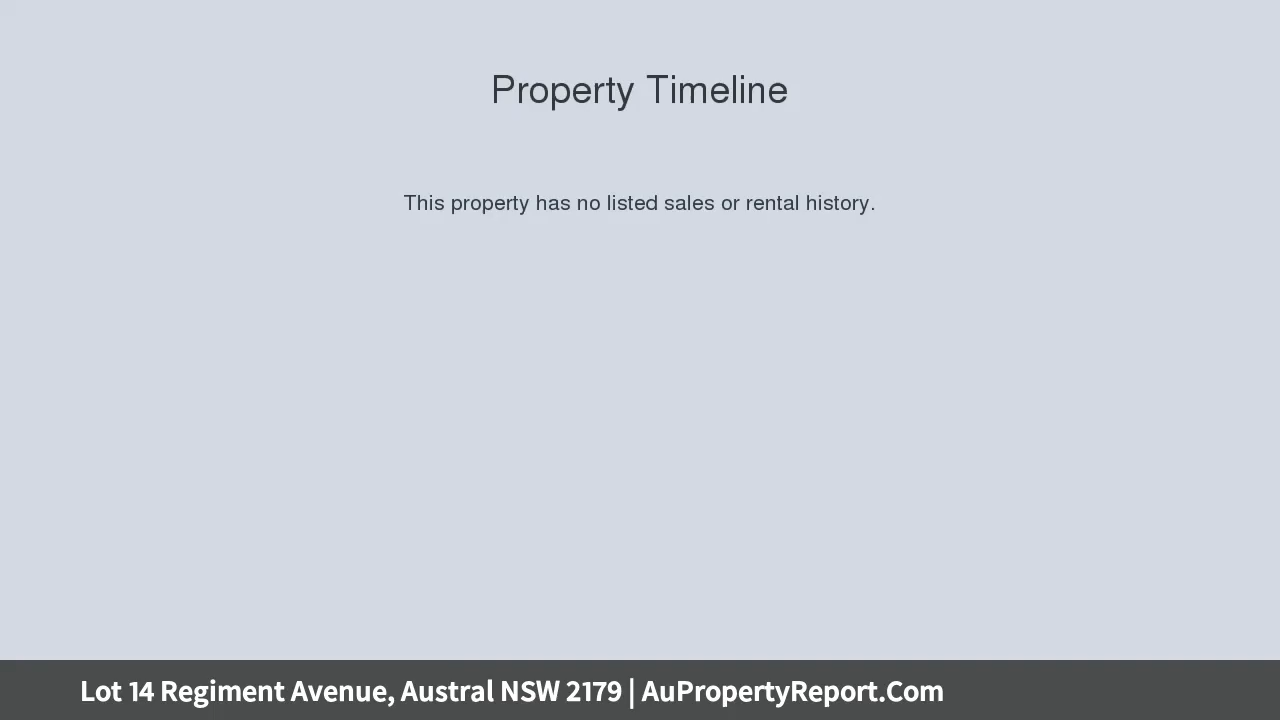 Property Timeline
This property has no listed sales or rental history.
Lot 14 Regiment Avenue, Austral NSW 2179 | AuPropertyReport.Com